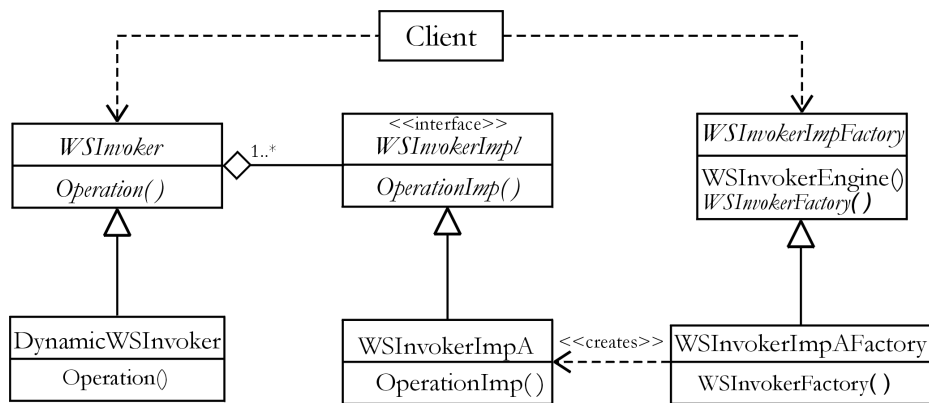 Client
WSInvoker
Operation()
1..*
<<interface>>
WSInvokerImpl
OperationImp()
WSInvokerImpFactory
WSInvokerEngine()
WSInvokerFactory()
DynamicWSInvoker
Operation()
WSInvokerImpA
OperationImp()
<<creates>>
WSInvokerImpAFactory
WSInvokerFactory()